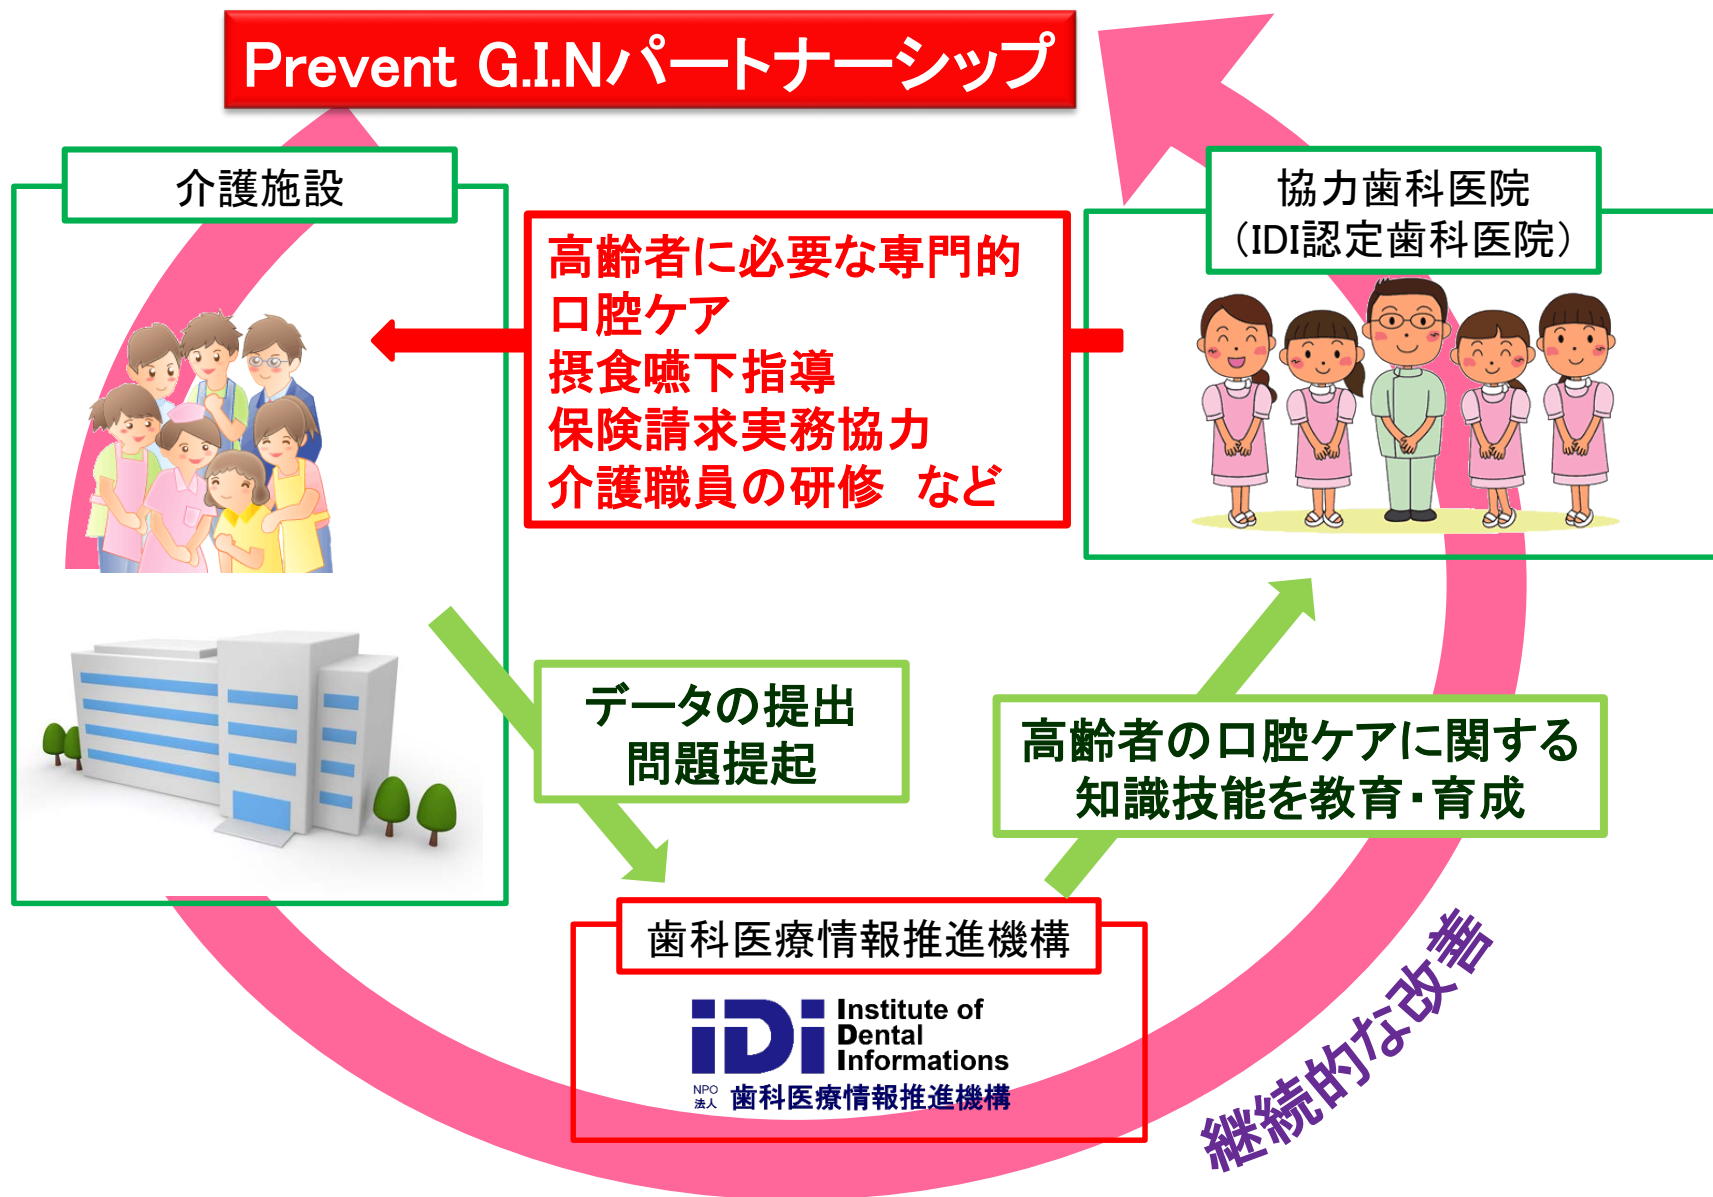 Prevent G.I.Nパートナーシップ
介護施設
協力歯科医院
（IDI認定歯科医院）
高齢者に必要な専門的
口腔ケア
摂食嚥下指導
保険請求実務協力
介護職員の研修　など
データの提出
問題提起
高齢者の口腔ケアに関する
知識技能を教育・育成
歯科医療情報推進機構
iDi
Institute of
Dental
Informations
NPO
法人
歯科医療情報推進機構
継続的な改善